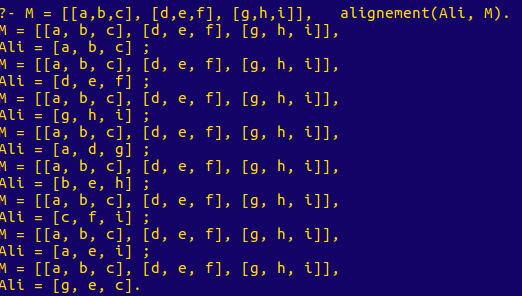 ?- M = [[a,b,c], [d,e,f], [g,h,i]],   alignement(Ali, M).
M = [[a, b, c], [d, e, f], [g, h, i]],
Ali = [a, b, c] ;
M = [[a, b, c], [d, e, f], [g, h, i]],
Ali = [d, e, f] ;
M = [[a, b, c], [d, e, f], [g, h, i]],
Ali = [g, h, i] ;
M = [[a, b, c], [d, e, f], [g, h, i]],
Ali = [a, d, g] ;
M = [[a, b, c], [d, e, f], [g, h, i]],
Ali = [b, e, h] ;
M = [[a, b, c], [d, e, f], [g, h, i]],
Ali = [c, f, i] ;
M = [[a, b, c], [d, e, f], [g, h, i]],
Ali = [a, e, i] ;
M = [[a, b, c], [d, e, f], [g, h, i]],
Ali = [g, e, c].